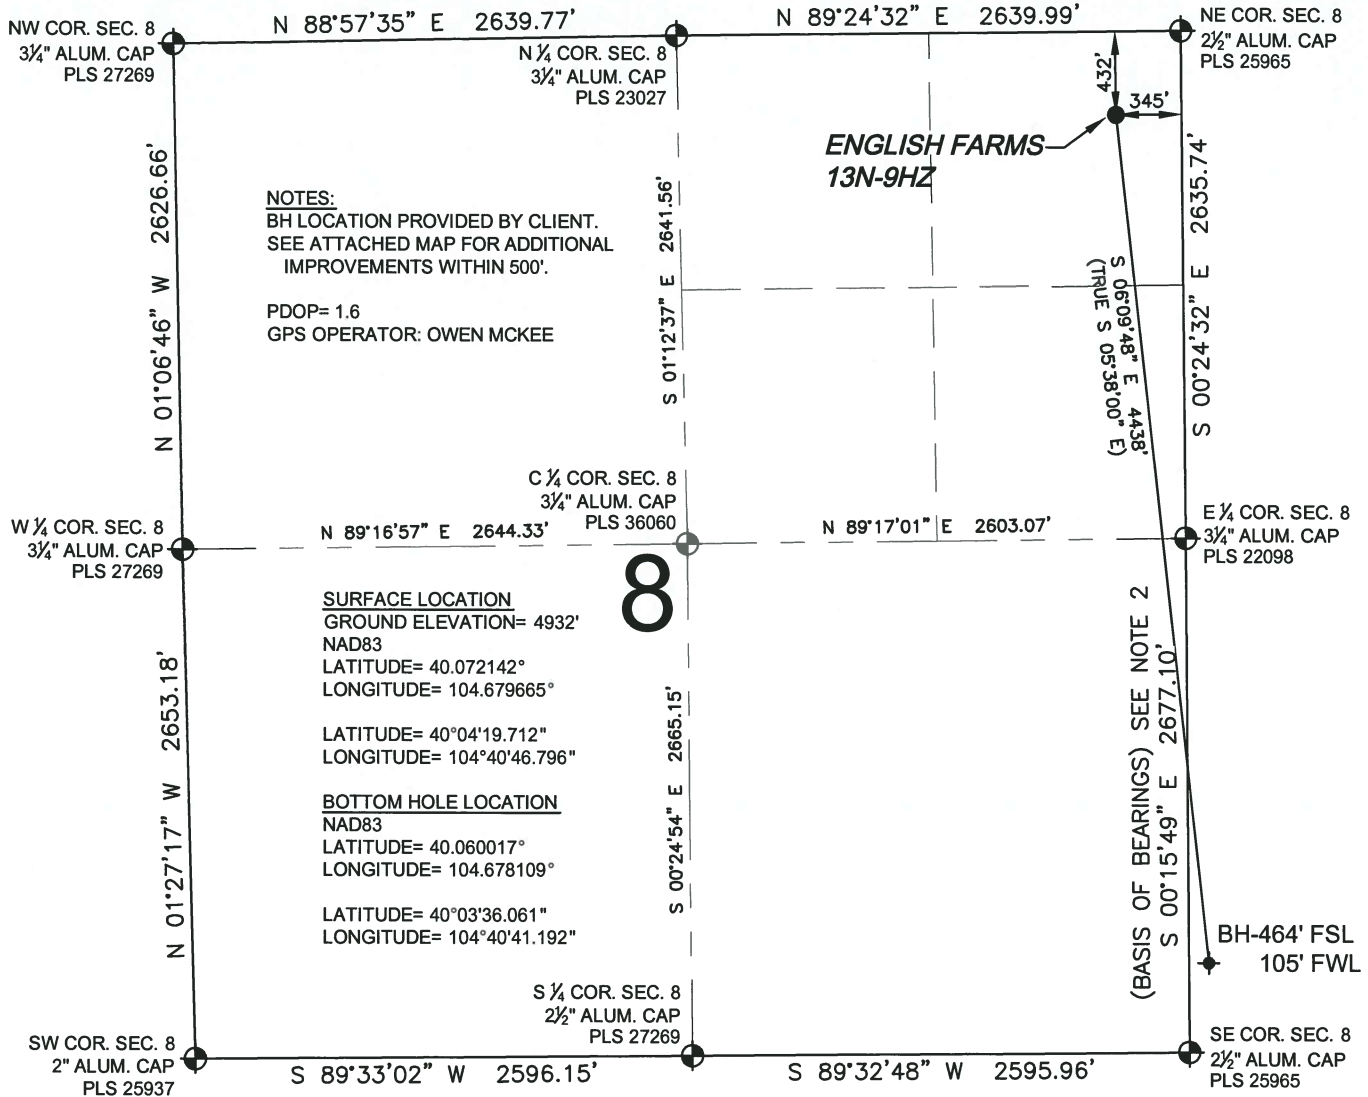 N 88°57'35" E 2639.77'
N 89°24'32" E 2639.99'
NW COR. SEC. 8
3¼" ALUM. CAP
PLS 27269
N ¼ COR. SEC. 8
3¼" ALUM. CAP
PLS 23027
NE COR. SEC. 8
2½" ALUM. CAP
PLS 25965
432'
345'
ENGLISH FARMS
13N-9HZ
N 01°06'46" W 2626.66'
NOTES:
BH LOCATION PROVIDED BY CLIENT.
SEE ATTACHED MAP FOR ADDITIONAL
IMPROVEMENTS WITHIN 500'.
PDOP= 1.6
GPS OPERATOR: OWEN MCKEE
S 01°12'37" E 2641.56'
S 06°09'48" E 4438'
(TRUE S 05°38'00" E)
S 00°24'32" E 2635.74'
C ¼ COR. SEC. 8
3¼" ALUM. CAP
PLS 36060
W ¼ COR. SEC. 8
3¼" ALUM. CAP
PLS 27269
N 89°16'57" E 2644.33'
N 89°17'01" E 2603.07'
E ¼ COR. SEC. 8
3¼" ALUM. CAP
PLS 22098
8
N 01°27'17" W 2653.18'
SURFACE LOCATION
GROUND ELEVATION= 4932'
NAD83
LATITUDE= 40.072142°
LONGITUDE= 104.679665°
LATITUDE= 40°04'19.712"
LONGITUDE= 104°40'46.796"
BOTTOM HOLE LOCATION
NAD83
LATITUDE= 40.060017°
LONGITUDE= 104.678109°
LATITUDE= 40°03'36.061"
LONGITUDE= 104°40'41.192"
S 00°24'54" E 2665.15'
(BASIS OF BEARINGS) SEE NOTE 2
S 00°15'49" E 2677.10'
BH-464' FSL
105' FWL
S ¼ COR. SEC. 8
2½" ALUM. CAP
PLS 27269
SW COR. SEC. 8
2" ALUM. CAP
PLS 25937
S 89°33'02" W 2596.15'
S 89°32'48" W 2595.96'
SE COR. SEC. 8
2½" ALUM. CAP
PLS 25965